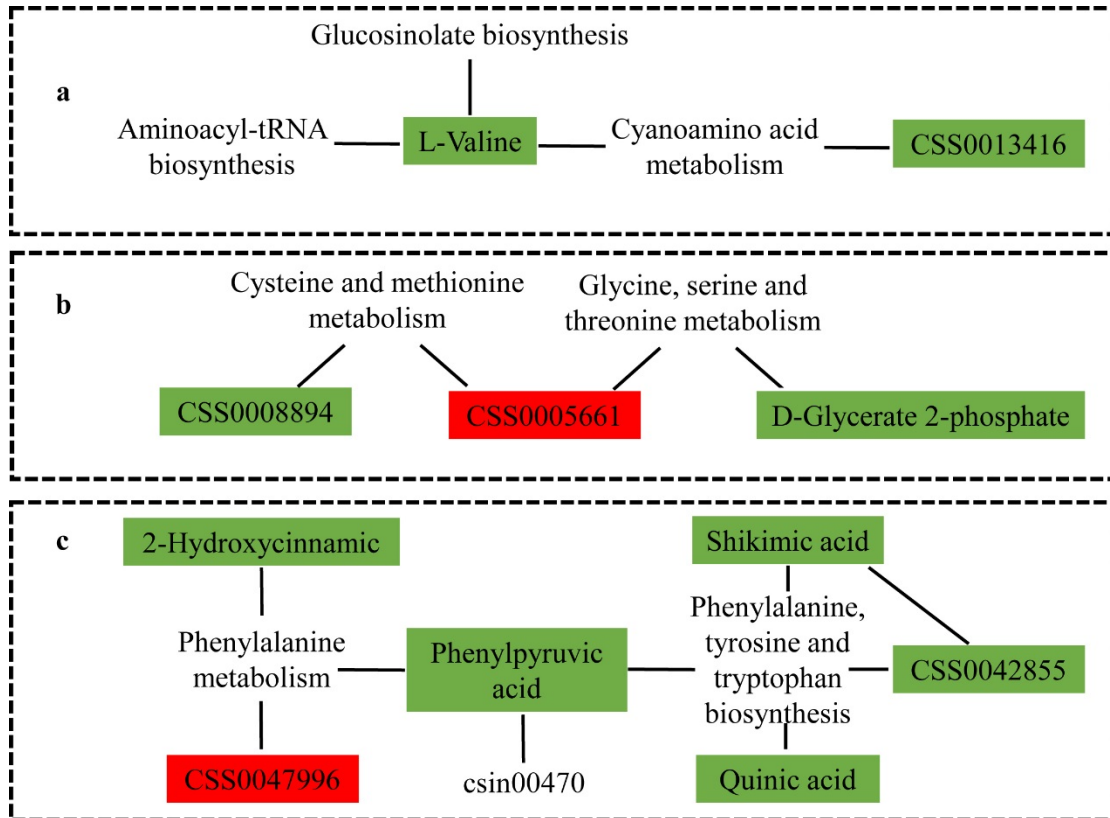 Glucosinolate biosynthesis
a
Aminoacyl-tRNA
biosynthesis
L-Valine
Cyanoamino acid
metabolism
CSS0013416
b
Cysteine and methionine
metabolism
Glycine, serine and
threonine metabolism
CSS0008894
CSS0005661
D-Glycerate 2-phosphate
c
2-Hydroxycinnamic
Shikimic acid
Phenylalanine
metabolism
Phenylpyruvic
acid
Phenylalanine,
tyrosine and
tryptophan
biosynthesis
CSS0042855
CSS0047996
csin00470
Quinic acid